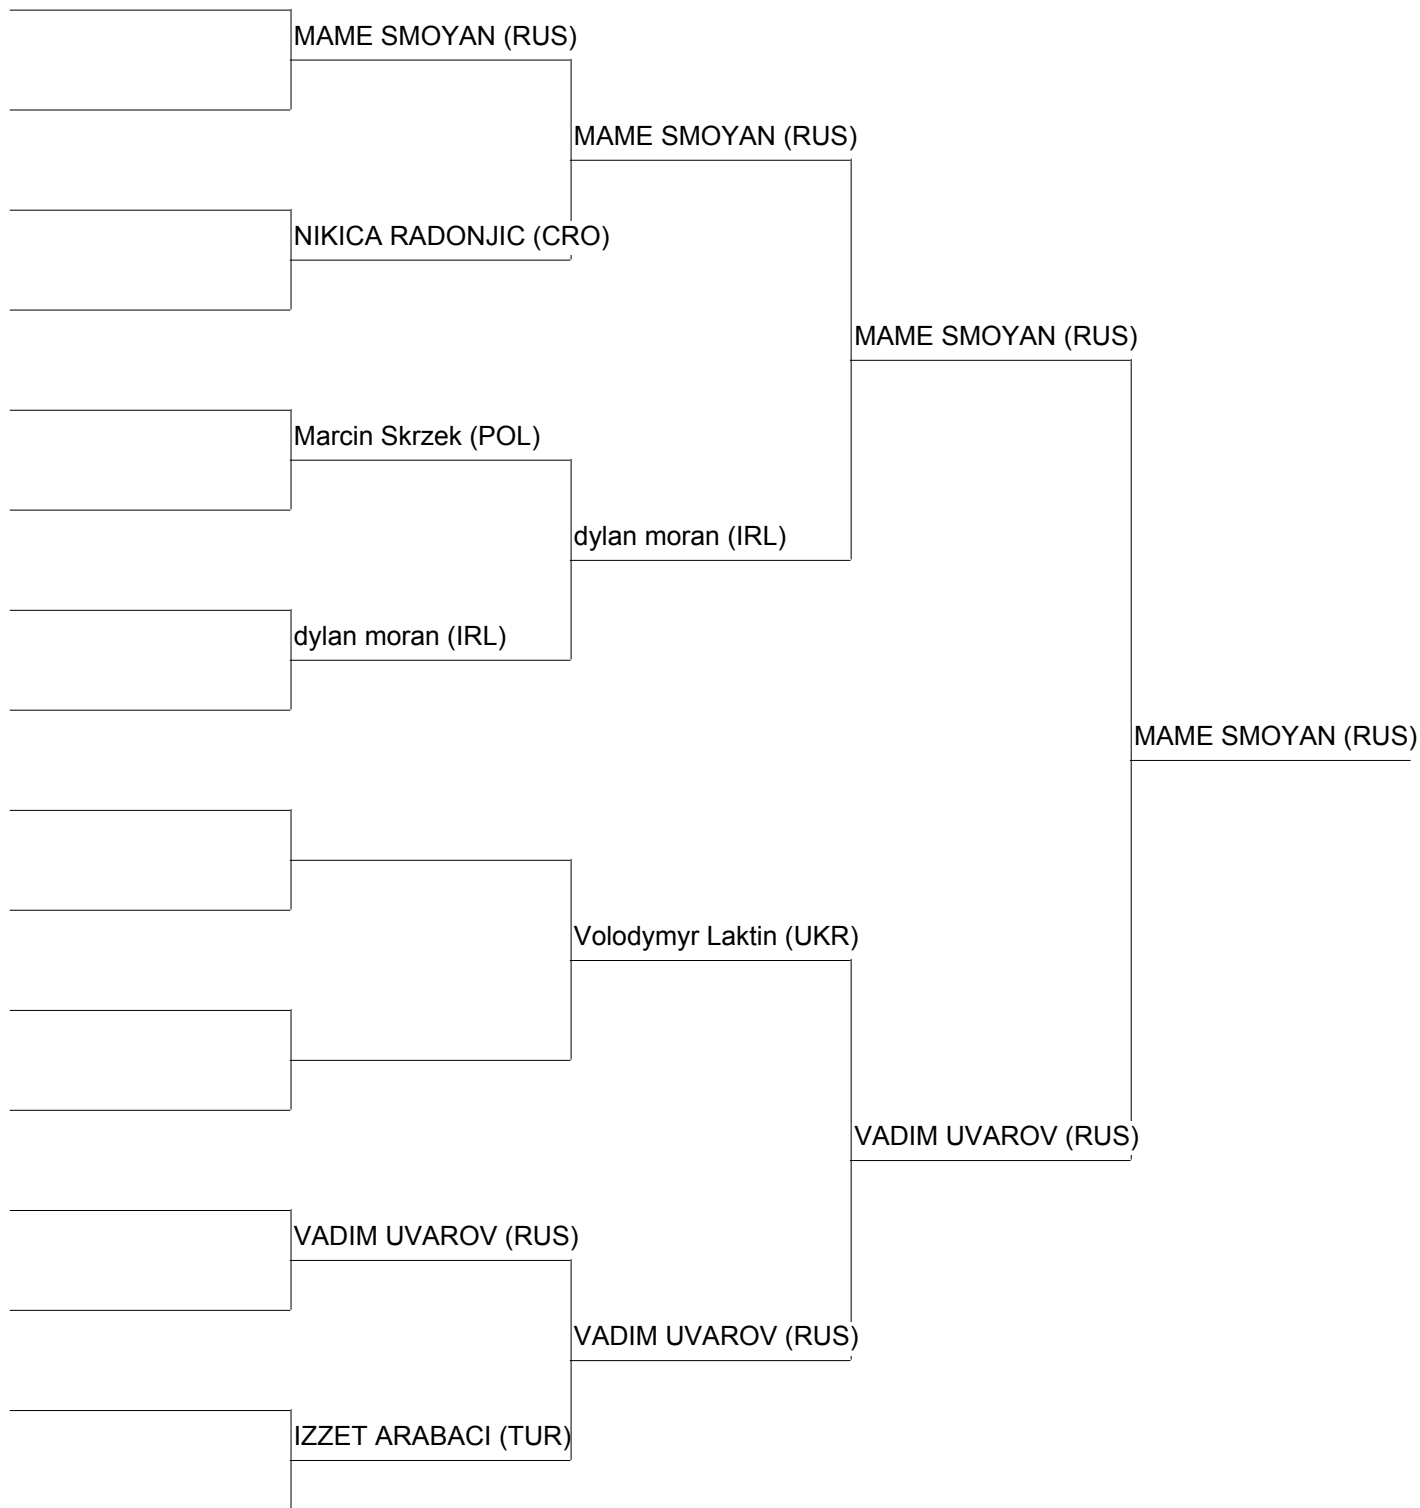 MAME SMOYAN (RUS)
MAME SMOYAN (RUS)
NIKICA RADONJIC (CRO)
MAME SMOYAN (RUS)
Marcin Skrzek (POL)
dylan moran (IRL)
dylan moran (IRL)
MAME SMOYAN (RUS)
Volodymyr Laktin (UKR)
VADIM UVAROV (RUS)
VADIM UVAROV (RUS)
VADIM UVAROV (RUS)
IZZET ARABACI (TUR)